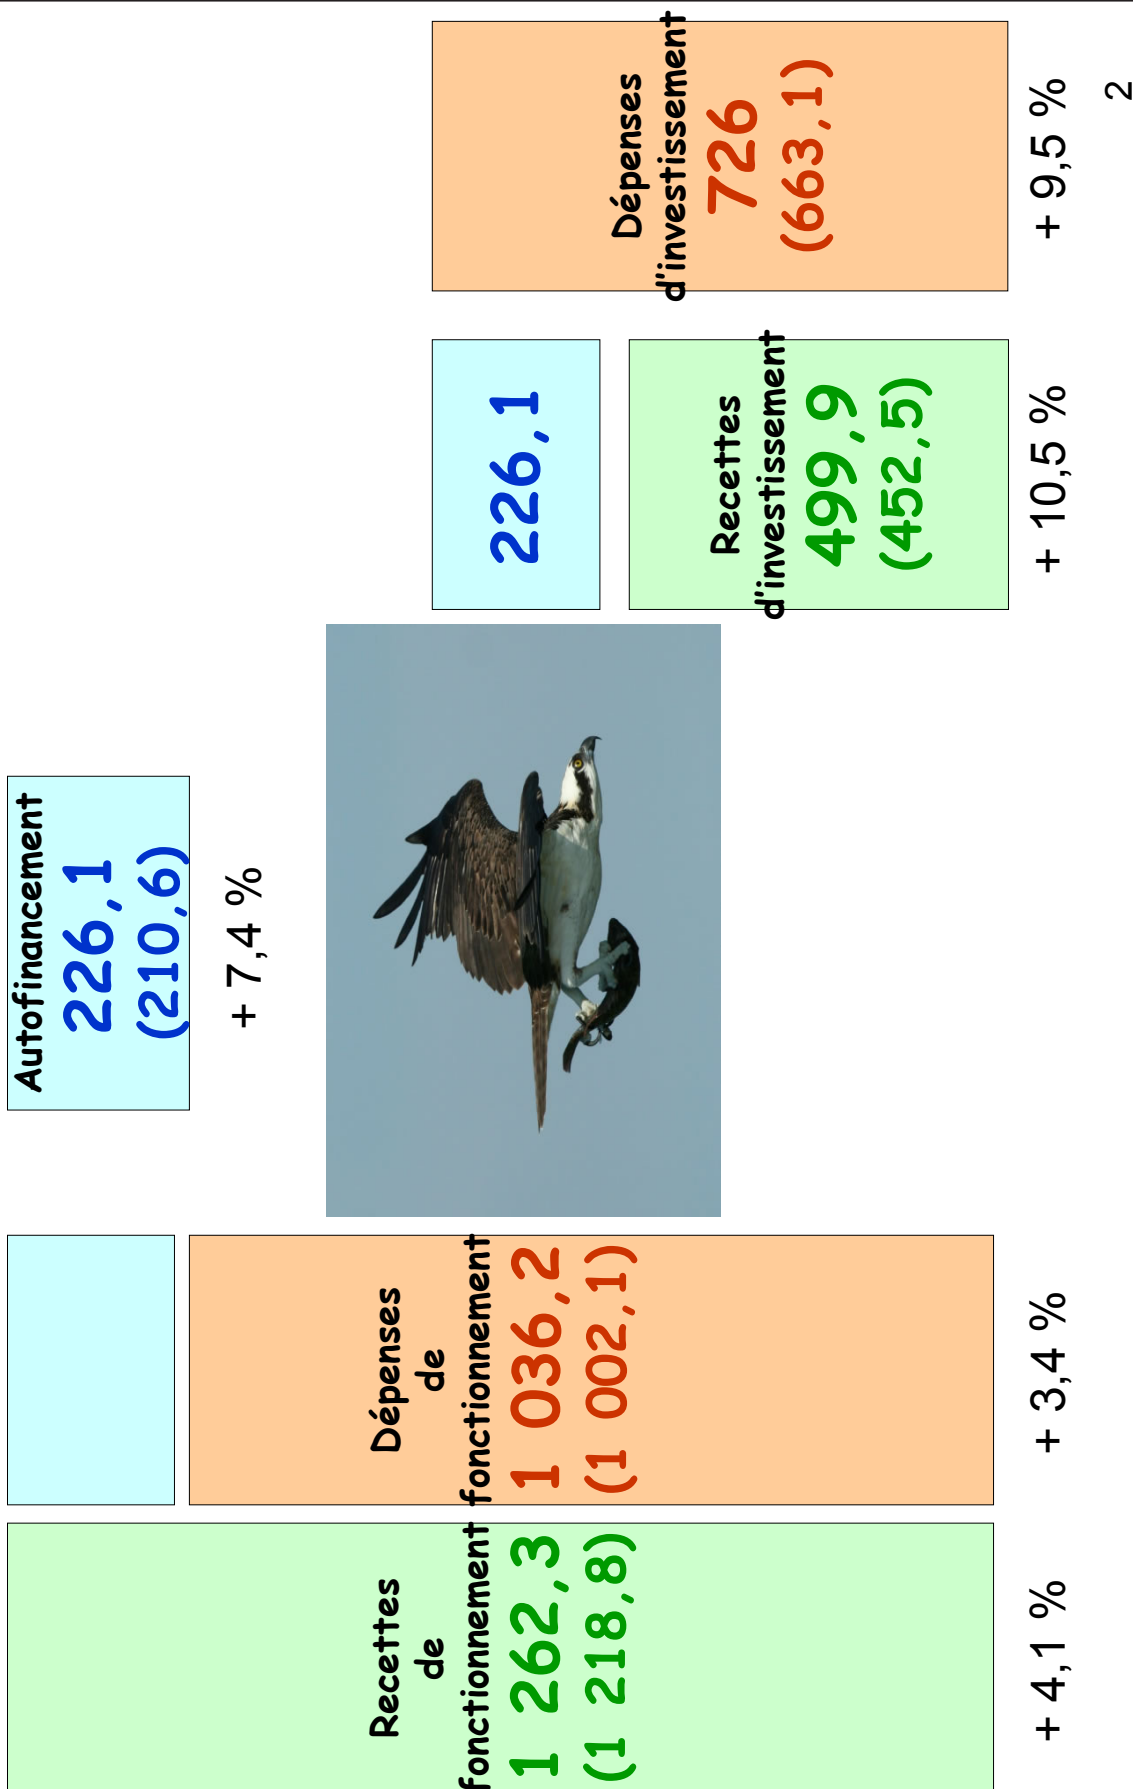 Recettes
de
fonctionnement
1 262,3
(1 218,8)
+ 4,1 %
Dépenses
de
fonctionnement
1 036,2
(1 002,1)
+ 3,4 %
Autofinancement
226,1
(210,6)
+ 7,4 %
226,1
Recettes
d'investissement
499,9
(452,5)
+ 10,5 %
Dépenses
d'investissement
726
(663,1)
+ 9,5 %
2